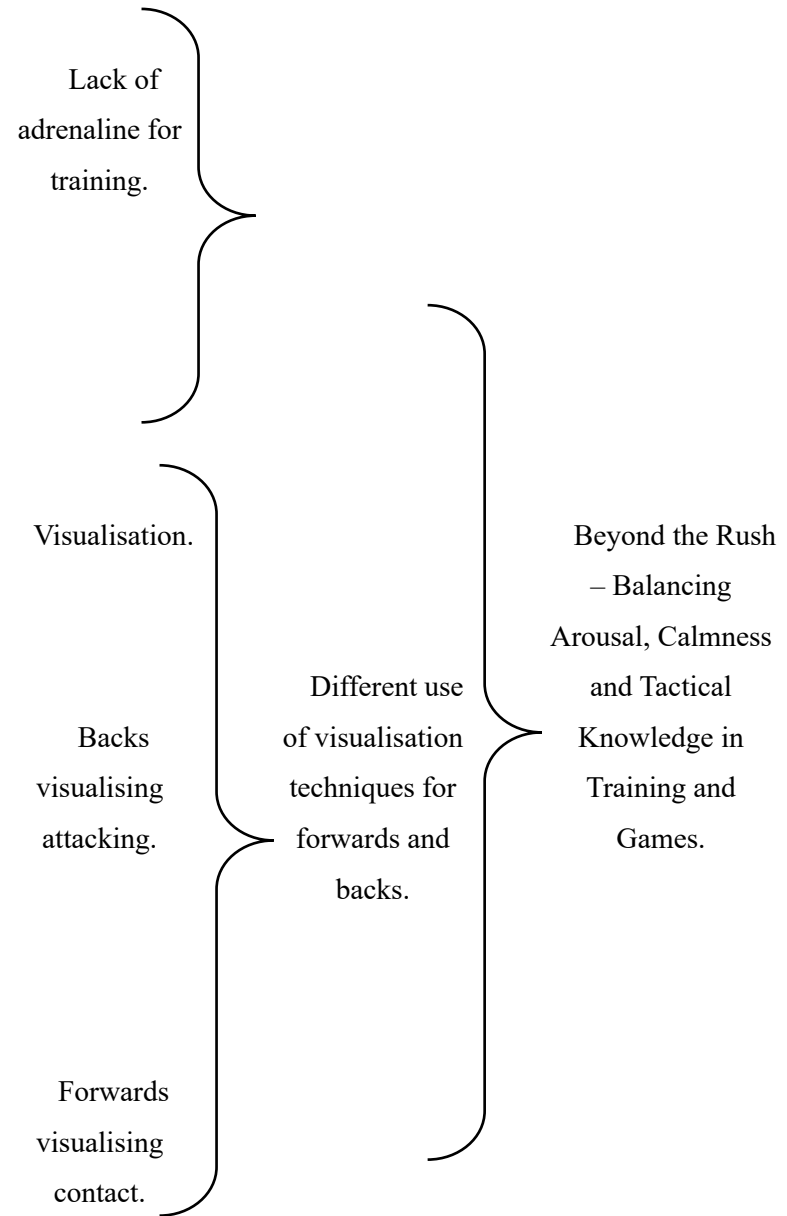 Lack of
adrenaline for
training.
Visualisation.
Backs
visualising
attacking.
Forwards
visualising
contact.
Different use
of visualisation
techniques for
forwards and
backs.
Beyond the Rush
– Balancing
Arousal, Calmness
and Tactical
Knowledge in
Training and
Games.